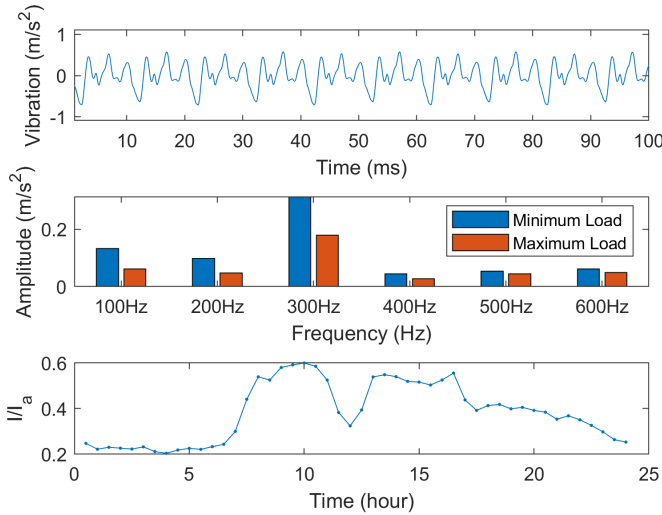 1
0
-1
Vibration (m/s²)
10 20 30 40 50 60 70 80 90 100
Time (ms)
0.2
0
Amplitude (m/s²)
Minimum Load
Maximum Load
100Hz 200Hz 300Hz 400Hz 500Hz 600Hz
Frequency (Hz)
0.6
0.4
0.2
I/Iₐ
0 5 10 15 20 25
Time (hour)